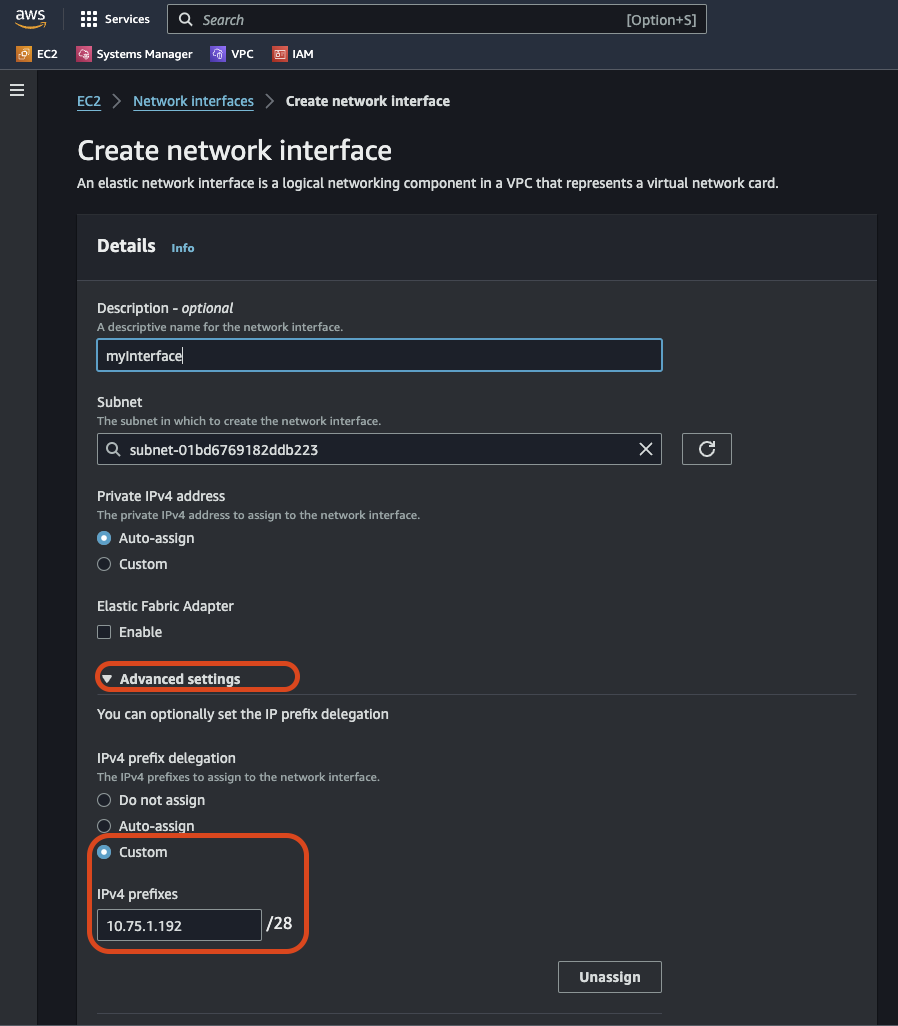 aws
Services
Search
[Option+S]
EC2
Systems Manager
VPC
IAM
EC2 > Network interfaces > Create network interface
Create network interface
An elastic network interface is a logical networking component in a VPC that represents a virtual network card.
Details Info
Description - optional
A descriptive name for the network interface.
myInterface
Subnet
The subnet in which to create the network interface.
subnet-01bd6769182ddb223
Private IPv4 address
The private IPv4 address to assign to the network interface.
Auto-assign
Custom
Elastic Fabric Adapter
Enable
Advanced settings
You can optionally set the IP prefix delegation
IPv4 prefix delegation
The IPv4 prefixes to assign to the network interface.
Do not assign
Auto-assign
Custom
IPv4 prefixes
10.75.1.192 /28
Unassign